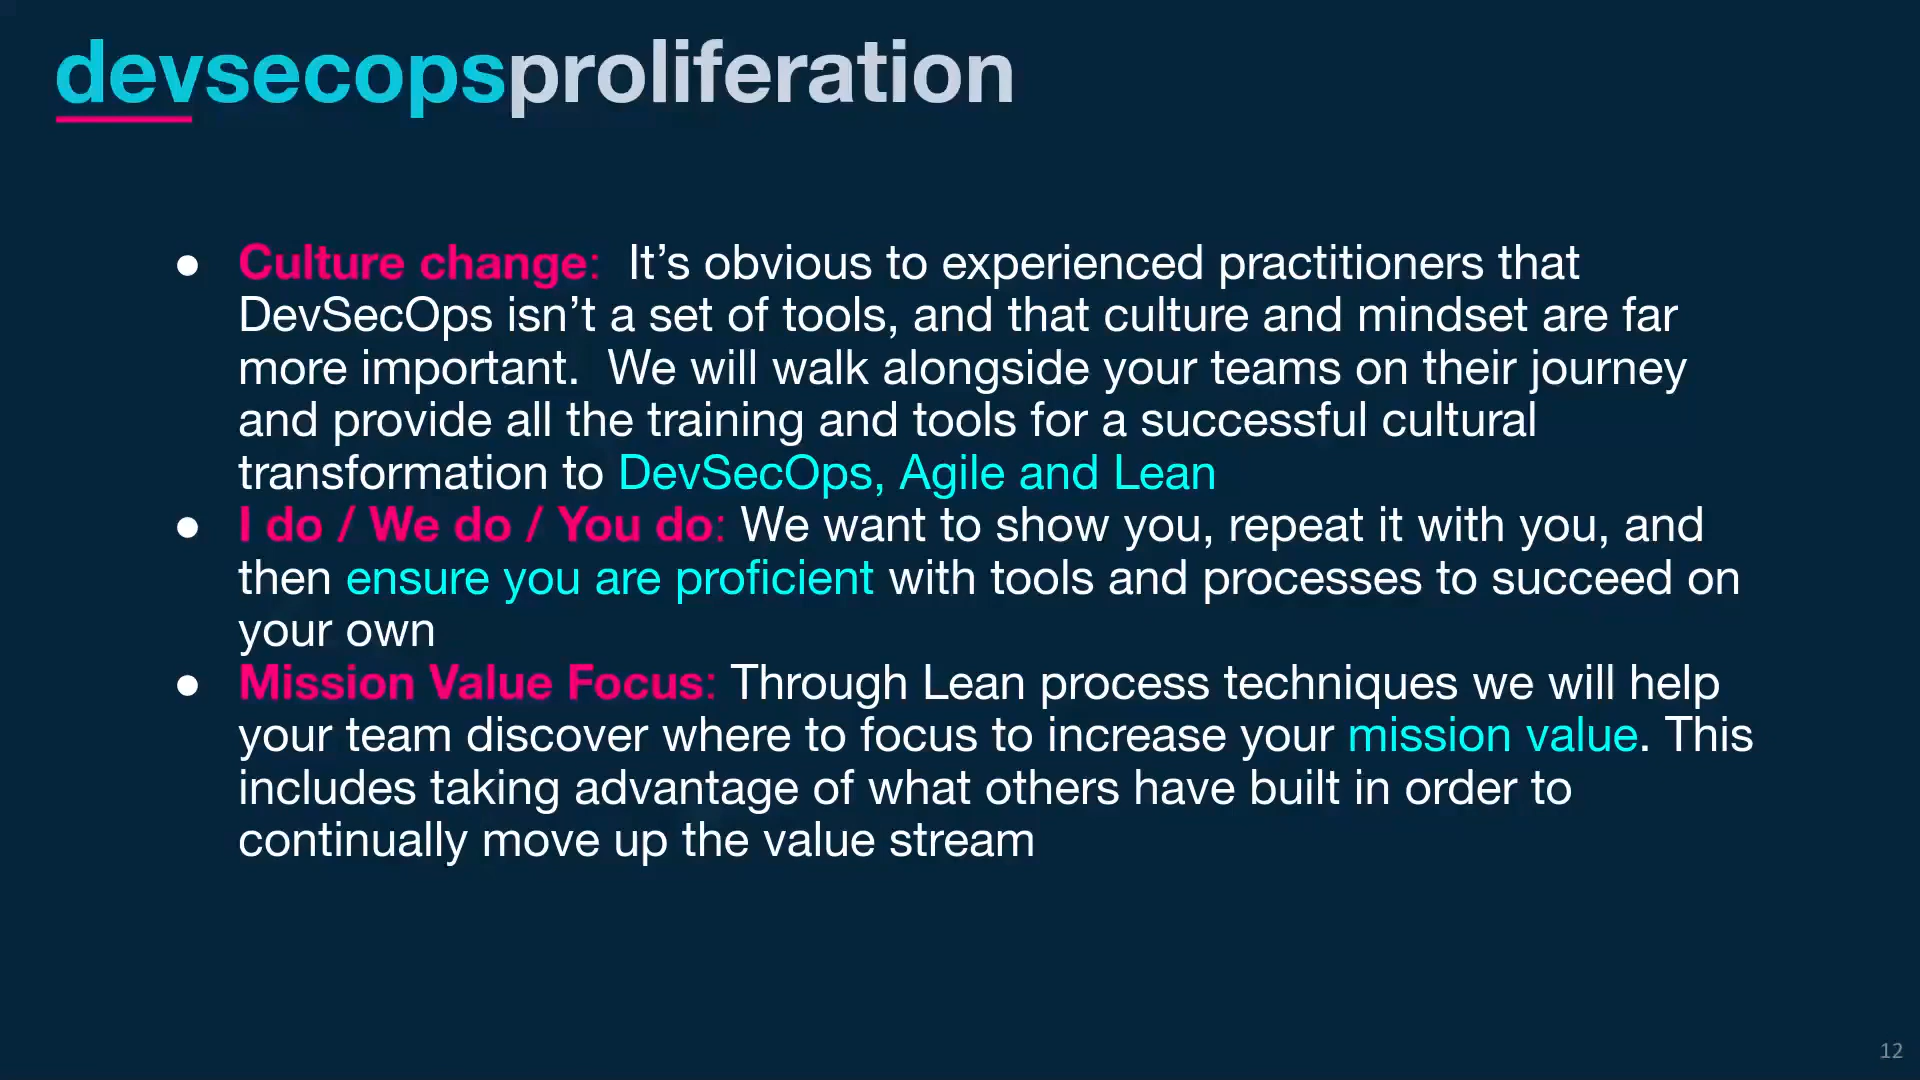 devsecopsproliferation
● Culture change:  It’s obvious to experienced practitioners that
DevSecOps isn’t a set of tools, and that culture and mindset are far
more important.  We will walk alongside your teams on their journey
and provide all the training and tools for a successful cultural
transformation to DevSecOps, Agile and Lean
● I do / We do / You do: We want to show you, repeat it with you, and
then ensure you are proficient with tools and processes to succeed on
your own
● Mission Value Focus: Through Lean process techniques we will help
your team discover where to focus to increase your mission value. This
includes taking advantage of what others have built in order to
continually move up the value stream
12